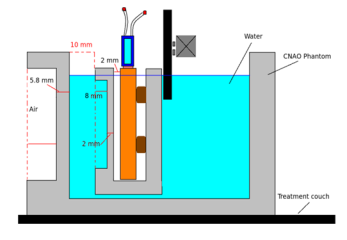 10 mm
Water
2 mm
CNAO Phantom
5.8 mm
8 mm
Air
2 mm
Treatment couch